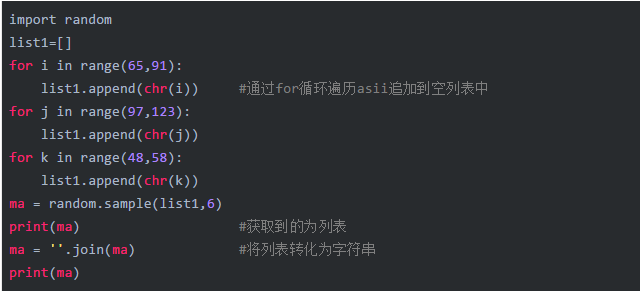 import random
list1=[]
for i in range(65,91):
    list1.append(chr(i))     #通过for循环遍历asii追加到空列表中
for j in range(97,123):
    list1.append(chr(j))
for k in range(48,58):
    list1.append(chr(k))
ma = random.sample(list1,6)
print(ma)                    #获取到的为列表
ma = ''.join(ma)             #将列表转化为字符串
print(ma)